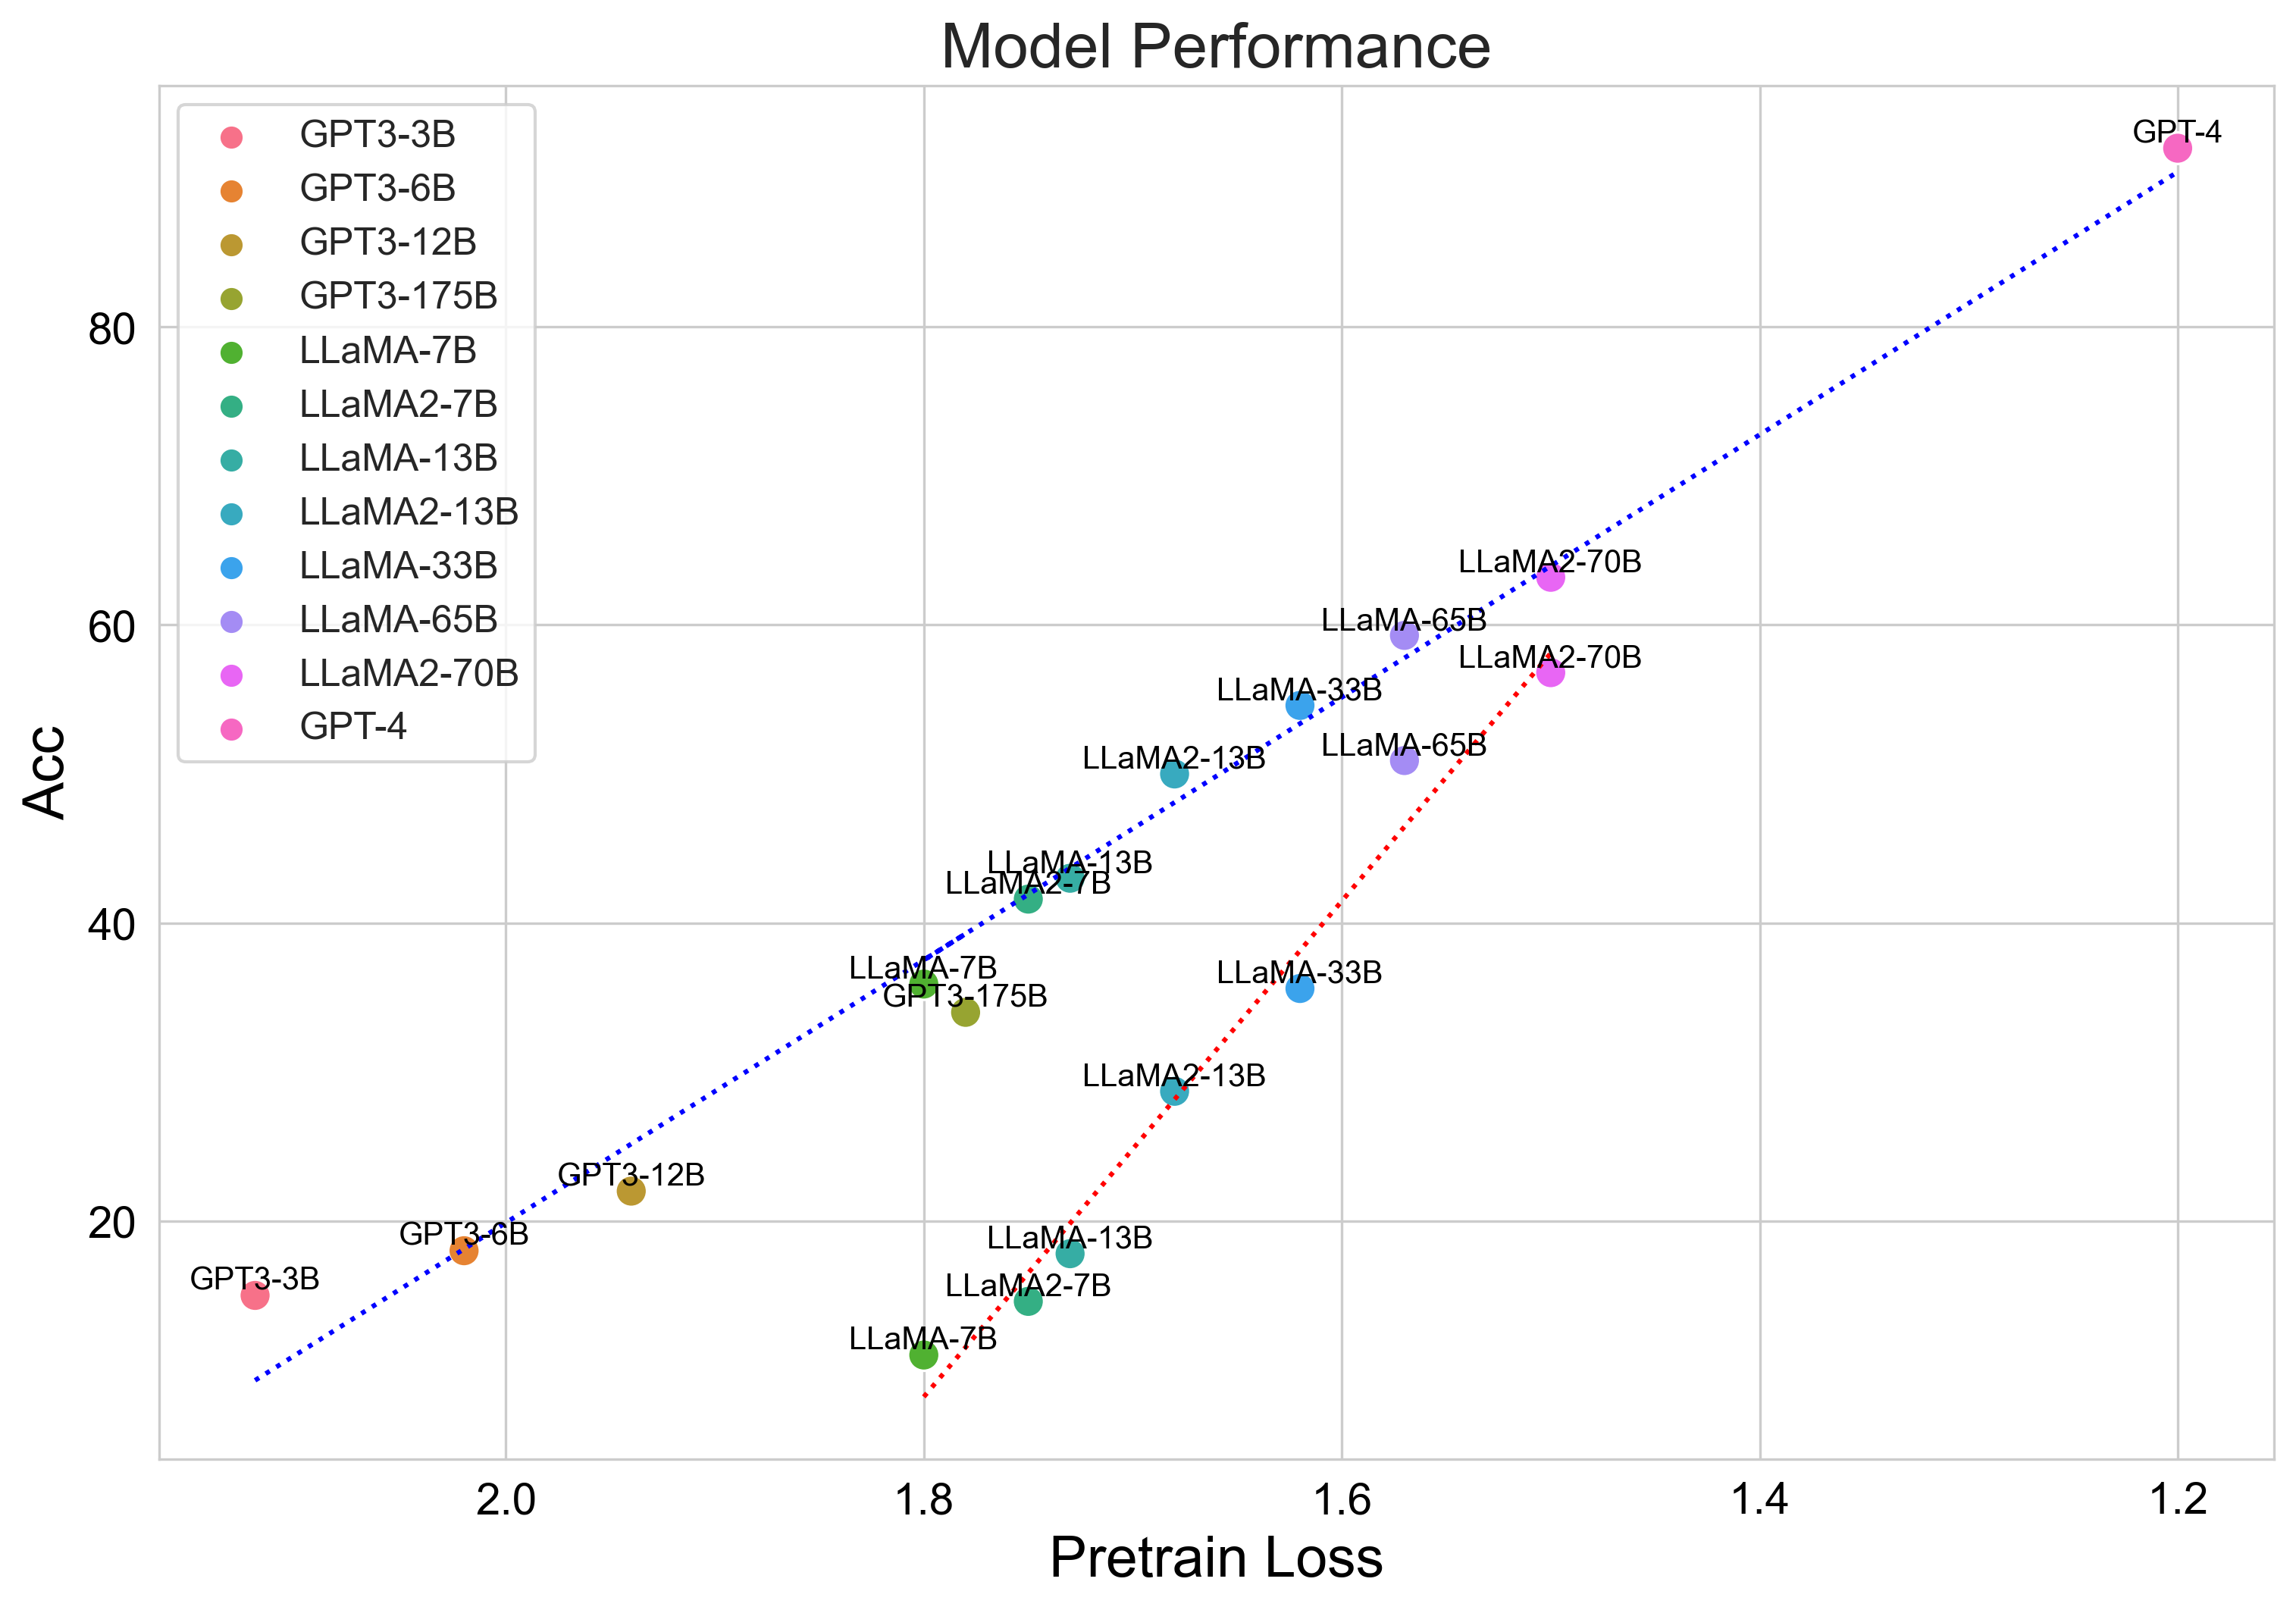 Model Performance
GPT3-3B
GPT3-6B
GPT3-12B
GPT3-175B
LLaMA-7B
LLaMA2-7B
LLaMA-13B
LLaMA2-13B
LLaMA-33B
LLaMA-65B
LLaMA2-70B
GPT-4
GPT-4
80
LLaMA2-70B
60
LLaMA-65B
LLaMA2-70B
LLaMA-33B
LLaMA-65B
LLaMA2-13B
Acc
LLaMA-13B
LLaMA2-7B
40
LLaMA-7B
LLaMA-33B
GPT3-175B
LLaMA2-13B
GPT3-12B
20
GPT3-6B
LLaMA-13B
GPT3-3B
LLaMA2-7B
LLaMA-7B
2.0
1.8
1.6
1.4
1.2
Pretrain Loss